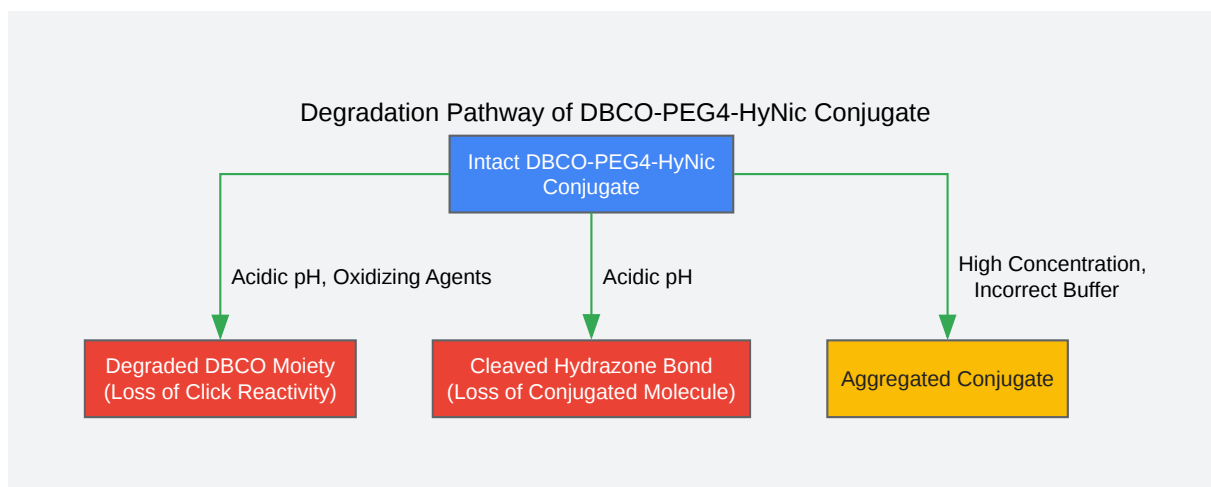 Degradation Pathway of DBCO-PEG4-HyNic Conjugate
Intact DBCO-PEG4-HyNic
Conjugate
Acidic pH, Oxidizing Agents
Acidic pH
High Concentration,
Incorrect Buffer
Degraded DBCO Moiety
(Loss of Click Reactivity)
Cleaved Hydrazone Bond
(Loss of Conjugated Molecule)
Aggregated Conjugate